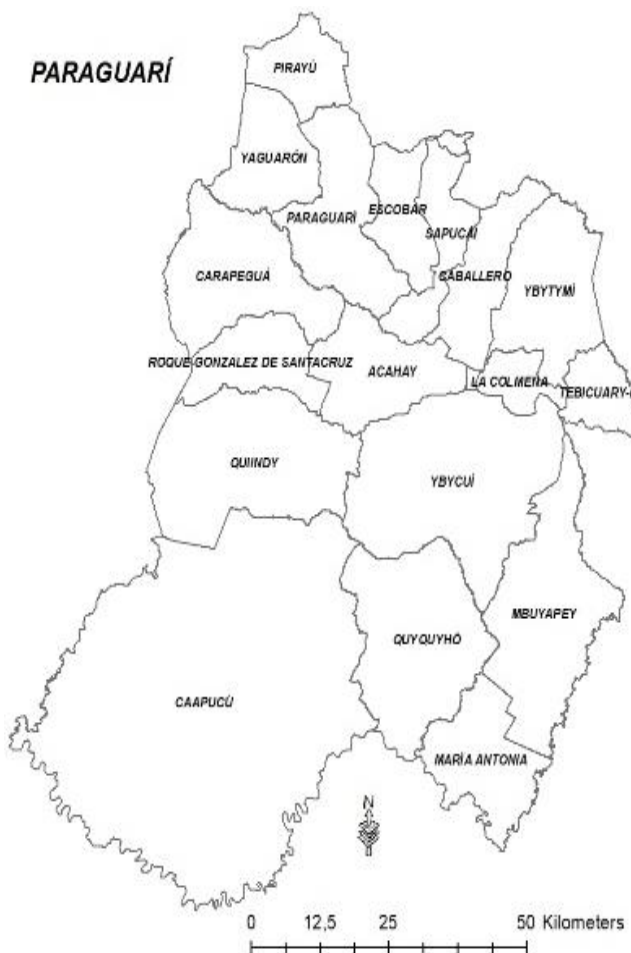 PARAGUARÍ
PIRAYÚ
YAGUARÓN
PARAGUARÍ
ESCOBAR
SAPUCÁI
CARAPEGUÁ
CABALLERO
YBYTYMÍ
ROQUE GONZALEZ DE SANTACRUZ
ACAHAY
LA COLMENA
QUIINDY
YBYCUÍ
MBUYAPEY
QUYQUYHÓ
CAAPUCÚ
MARÍA ANTONIA
N
0 12,5 25 50 Kilometers